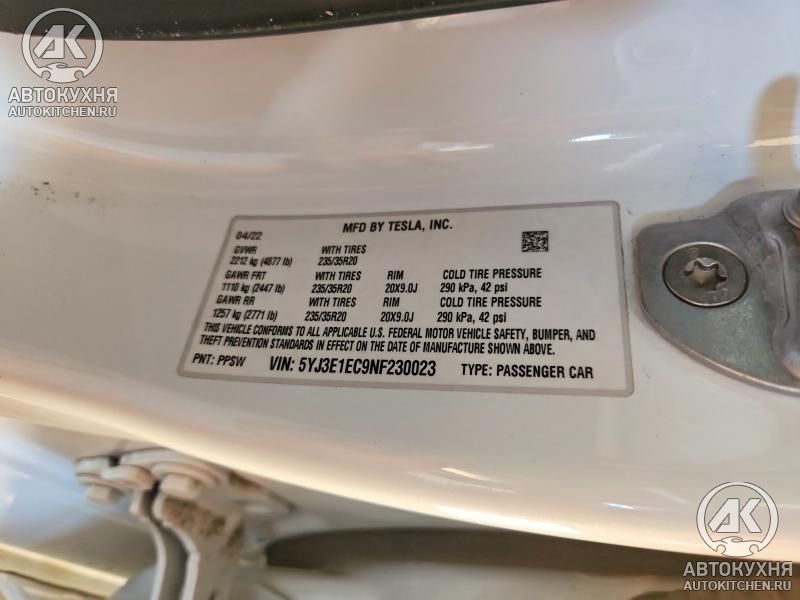 AK
АВТОКУХНЯ
AUTOKITCHEN.RU
04/22 MFD BY TESLA, INC.
GVWR WITH TIRES
2212 kg (4877 lb) 235/35R20
GAWR FRT WITH TIRES RIM COLD TIRE PRESSURE
1110 kg (2447 lb) 235/35R20 20X9.0J 290 kPa, 42 psi
GAWR RR WITH TIRES RIM COLD TIRE PRESSURE
1257 kg (2771 lb) 235/35R20 20X9.0J 290 kPa, 42 psi
THIS VEHICLE CONFORMS TO ALL APPLICABLE U.S. FEDERAL MOTOR VEHICLE SAFETY, BUMPER, AND
THEFT PREVENTION STANDARDS IN EFFECT ON THE DATE OF MANUFACTURE SHOWN ABOVE.
PNT: PPSW VIN: 5YJ3E1EC9NF230023 TYPE: PASSENGER CAR
AK
АВТОКУХНЯ
AUTOKITCHEN.RU